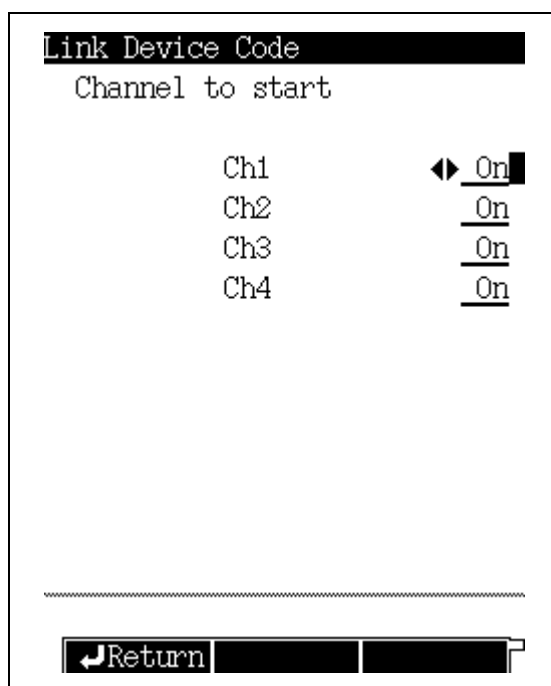 Link Device Code
Channel to start
Ch1 On
Ch2 On
Ch3 On
Ch4 On
Return